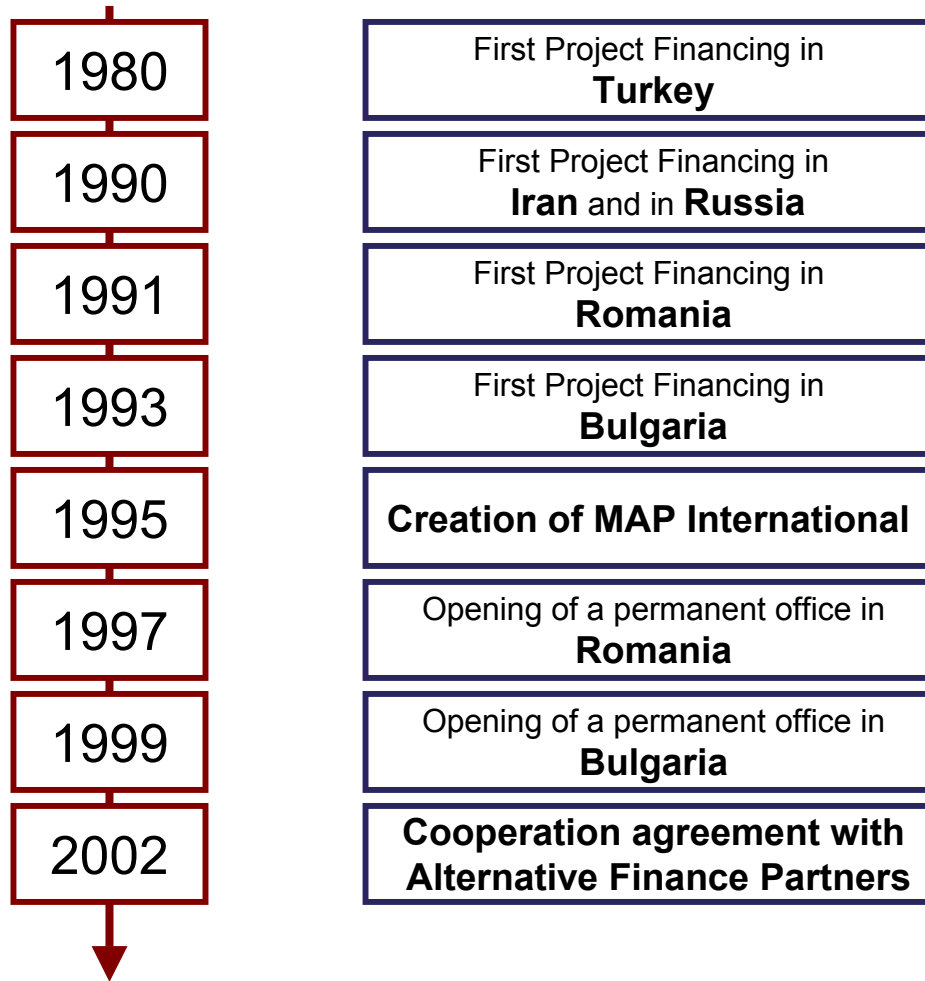 1980
First Project Financing in
Turkey
1990
First Project Financing in
Iran and in Russia
1991
First Project Financing in
Romania
1993
First Project Financing in
Bulgaria
1995
Creation of MAP International
1997
Opening of a permanent office in
Romania
1999
Opening of a permanent office in
Bulgaria
2002
Cooperation agreement with
Alternative Finance Partners